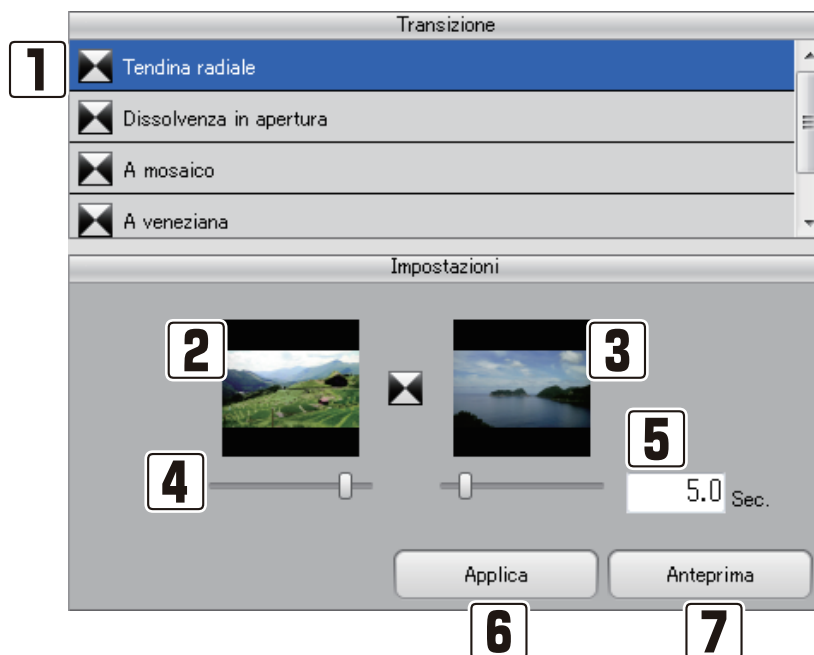 Transizione
1
Tendina radiale
Dissolvenza in apertura
A mosaico
A veneziana
Impostazioni
2
3
4
5
5.0 Sec.
Applica
Anteprima
6
7